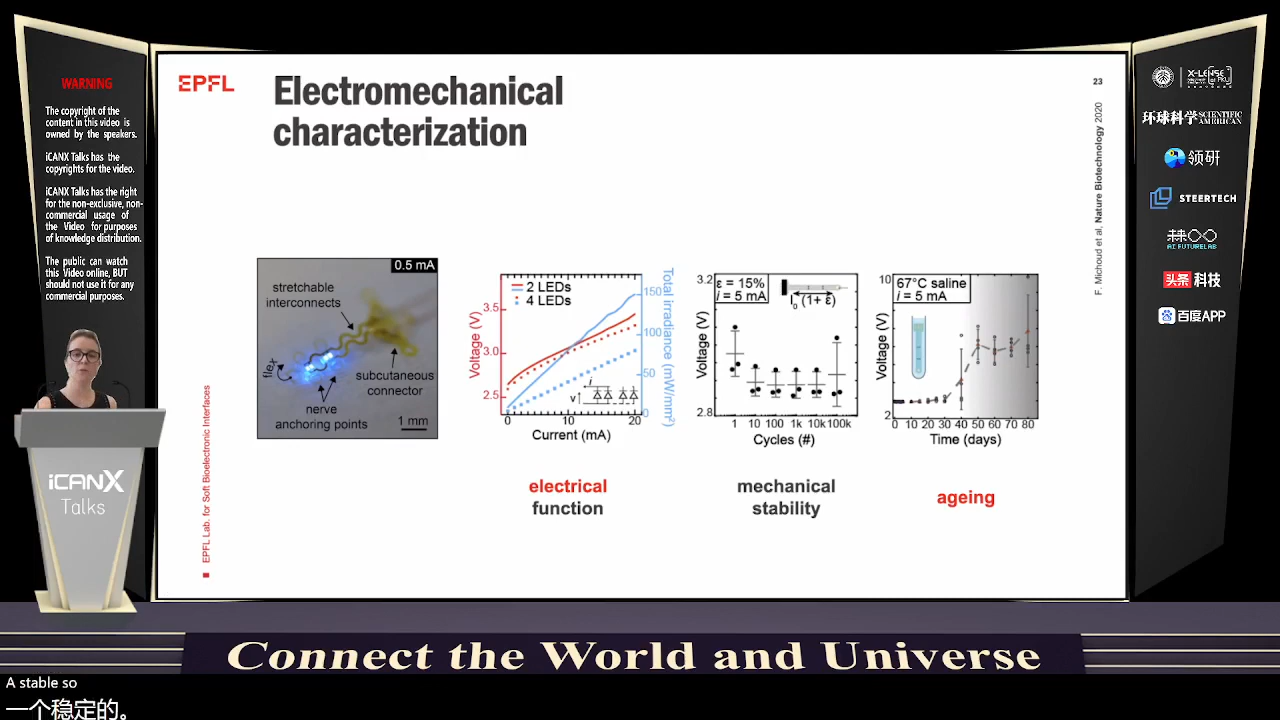 WARNING
The copyright of the
content in this video is
owned by the speakers.
iCANX Talks has the
copyrights for the video.
iCANX Talks has the right
for the non-exclusive, non-
commercial usage of
the Video for purposes
of knowledge distribution.
The public can watch
this Video online, BUT
should not use it for any
commercial purposes.
iCANX
Talks
EPFL
Electromechanical
characterization
23
F. Michoud et al, Nature Biotechnology 2020
EPFL Lab. for Soft Bioelectronic Interfaces
0.5 mA
stretchable
interconnects
flex
subcutaneous
connector
nerve
anchoring points
1 mm
2 LEDs
4 LEDs
Voltage (V)
3.5
3.0
2.5
Total irradiance (mW/mm²)
150
100
50
0
i
v
0 10 20
Current (mA)
electrical
function
ε = 15%
i = 5 mA
l₀(1+ ε)
Voltage (V)
3.2
2.8
1 10 100 1k 10k 100k
Cycles (#)
mechanical
stability
67°C saline
i = 5 mA
Voltage (V)
10
2
0 10 20 30 40 50 60 70 80
Time (days)
ageing
环球科学 SCIENTIFIC AMERICAN
领研
STEERTECH
AI FUTURELAB
头条 科技
百度APP
Connect the World and Universe
A stable so
一个稳定的。